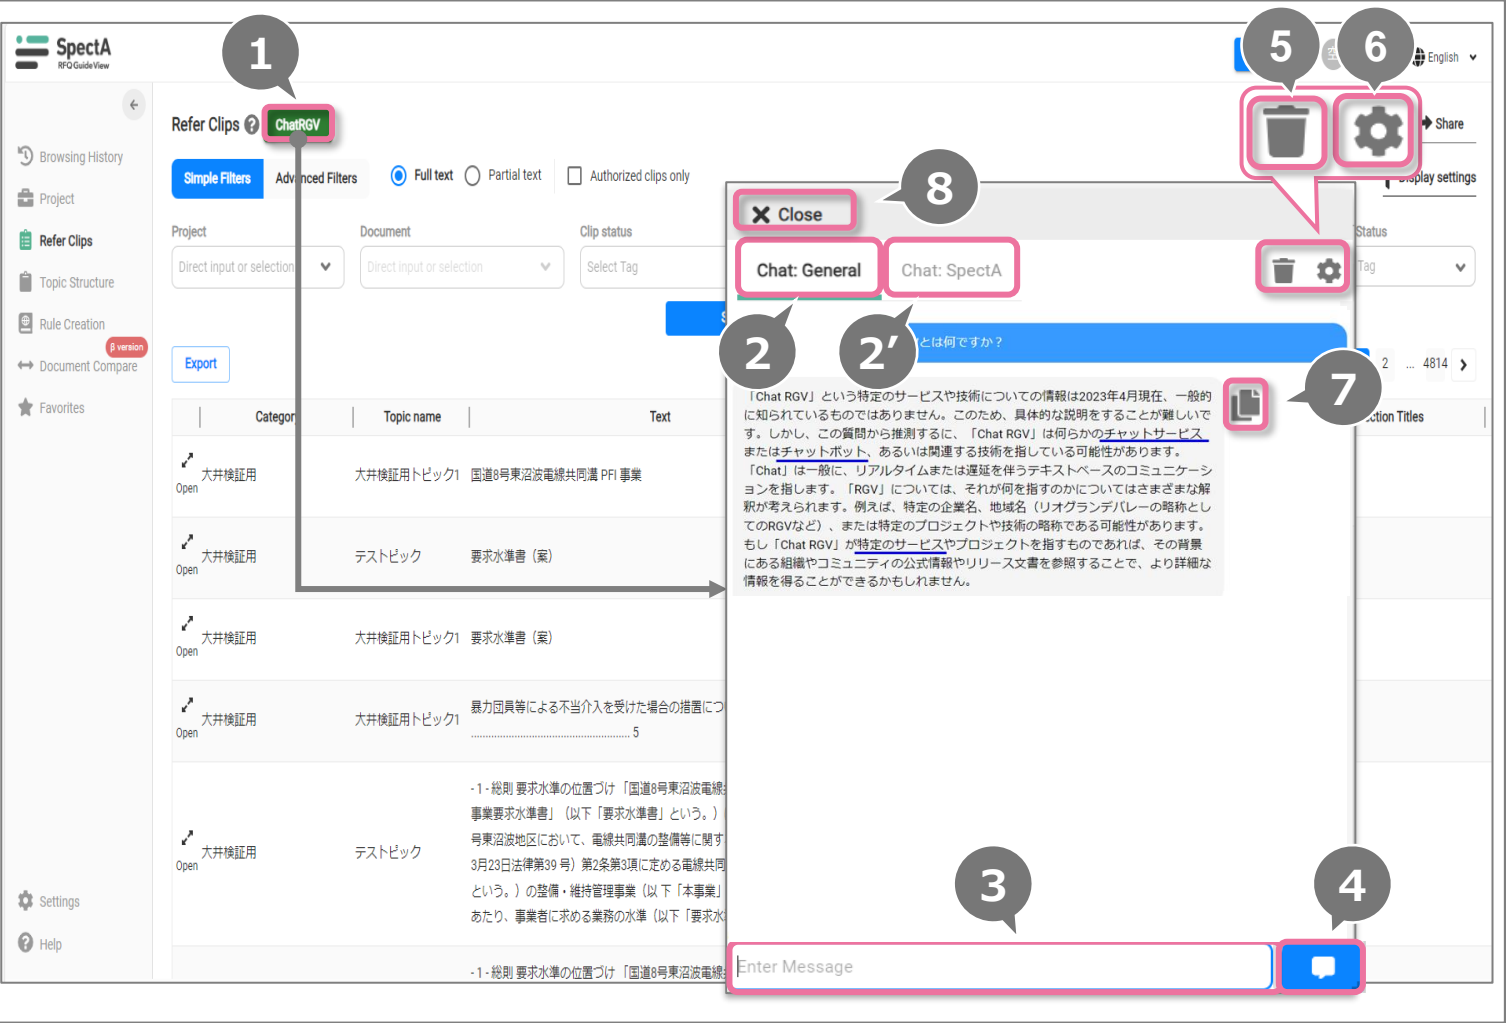 SpectA
RFQ GuideView
1
5
6
English
Refer Clips ?
ChatRGV
Share
Browsing History
Project
Refer Clips
Topic Structure
Rule Creation
β version
Document Compare
Favorites
Settings
Help
Simple Filters
Advanced Filters
Full text
Partial text
Authorized clips only
Display settings
Project
Document
Clip status
Status
Direct input or selection
Direct input or selection
Select Tag
Tag
Export
2 ... 4814
Category
Topic name
Text
ction Titles
Open
大井検証用
大井検証用トピック1
国道8号東沼波電線共同溝 PFI 事業
Open
大井検証用
テストピック
要求水準書（案）
Open
大井検証用
大井検証用トピック1
要求水準書（案）
Open
大井検証用
大井検証用トピック1
暴力団員等による不当介入を受けた場合の措置につ
........................................................ 5
Open
大井検証用
テストピック
- 1 - 総則 要求水準の位置づけ 「国道8号東沼波電線
事業要求水準書」（以下「要求水準書」という。）
号東沼波地区において、電線共同溝の整備等に関す
3月23日法律第39 号）第2条第3項に定める電線共同
という。）の整備・維持管理事業（以 下「本事業」
あたり、事業者に求める業務の水準（以下「要求水
- 1 - 総則 要求水準の位置づけ 「国道8号東沼波電線
8
Close
Chat: General
Chat: SpectA
2
2′
とは何ですか？
7
「Chat RGV」という特定のサービスや技術についての情報は2023年4月現在、一般的
に知られているものではありません。このため、具体的な説明をすることが難しいで
す。しかし、この質問から推測するに、「Chat RGV」は何らかのチャットサービス
またはチャットボット、あるいは関連する技術を指している可能性があります。
「Chat」は一般に、リアルタイムまたは遅延を伴うテキストベースのコミュニケーシ
ョンを指します。「RGV」については、それが何を指すのかについてはさまざまな解
釈が考えられます。例えば、特定の企業名、地域名（リオグランデバレーの略称とし
てのRGVなど）、または特定のプロジェクトや技術の略称である可能性があります。
もし「Chat RGV」が特定のサービスやプロジェクトを指すものであれば、その背景
にある組織やコミュニティの公式情報やリリース文書を参照することで、より詳細な
情報を得ることができるかもしれません。
3
4
Enter Message